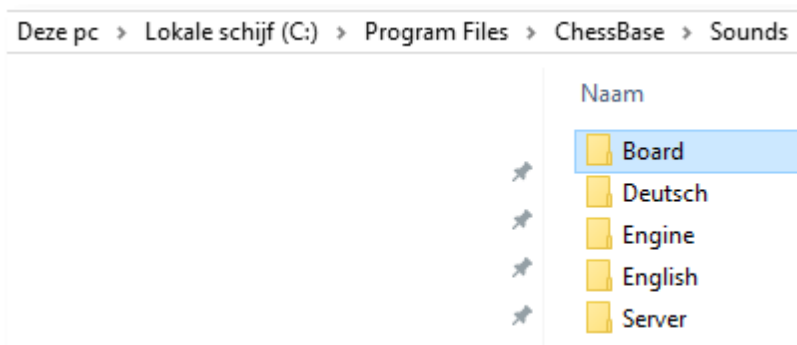 Deze pc > Lokale schijf (C:) > Program Files > ChessBase > Sounds
Naam
Board
Deutsch
Engine
English
Server